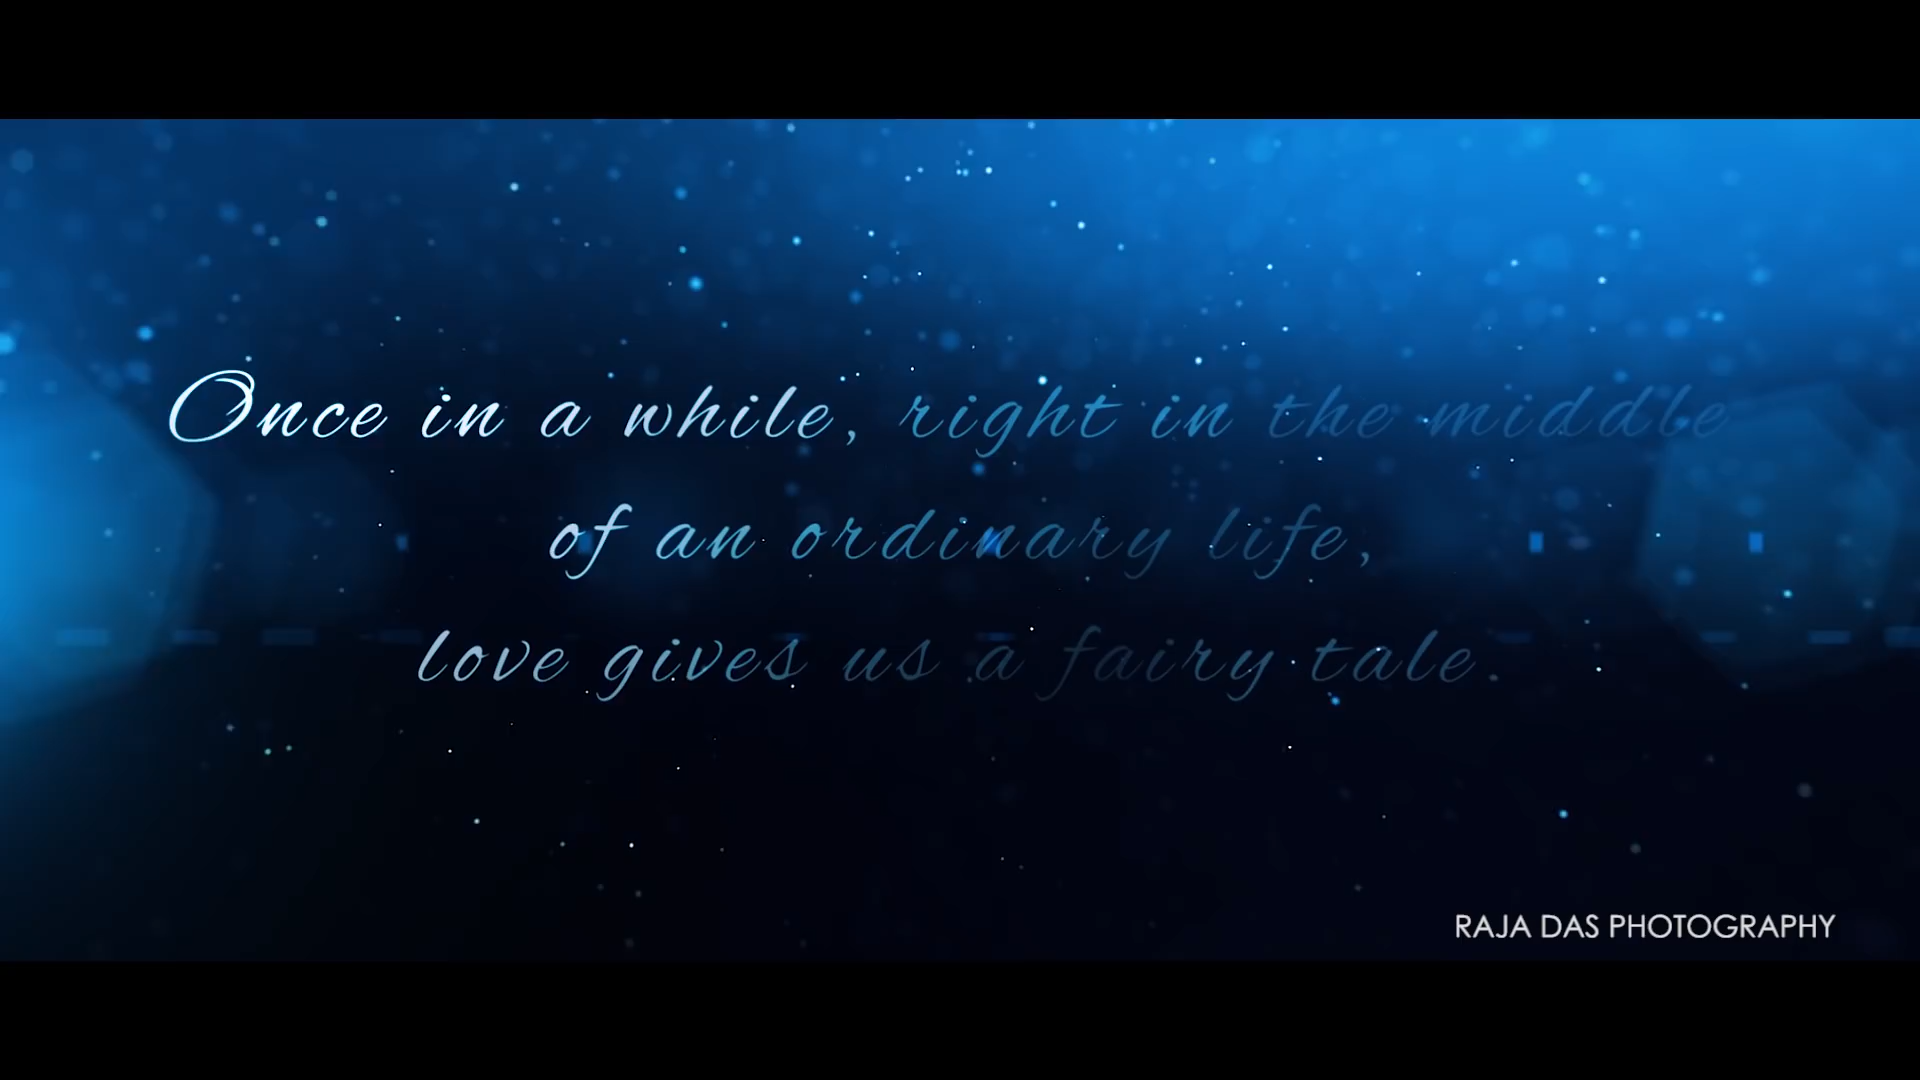 Once in a while, right in the middle
of an ordinary life,
love gives us a fairy tale.
RAJA DAS PHOTOGRAPHY